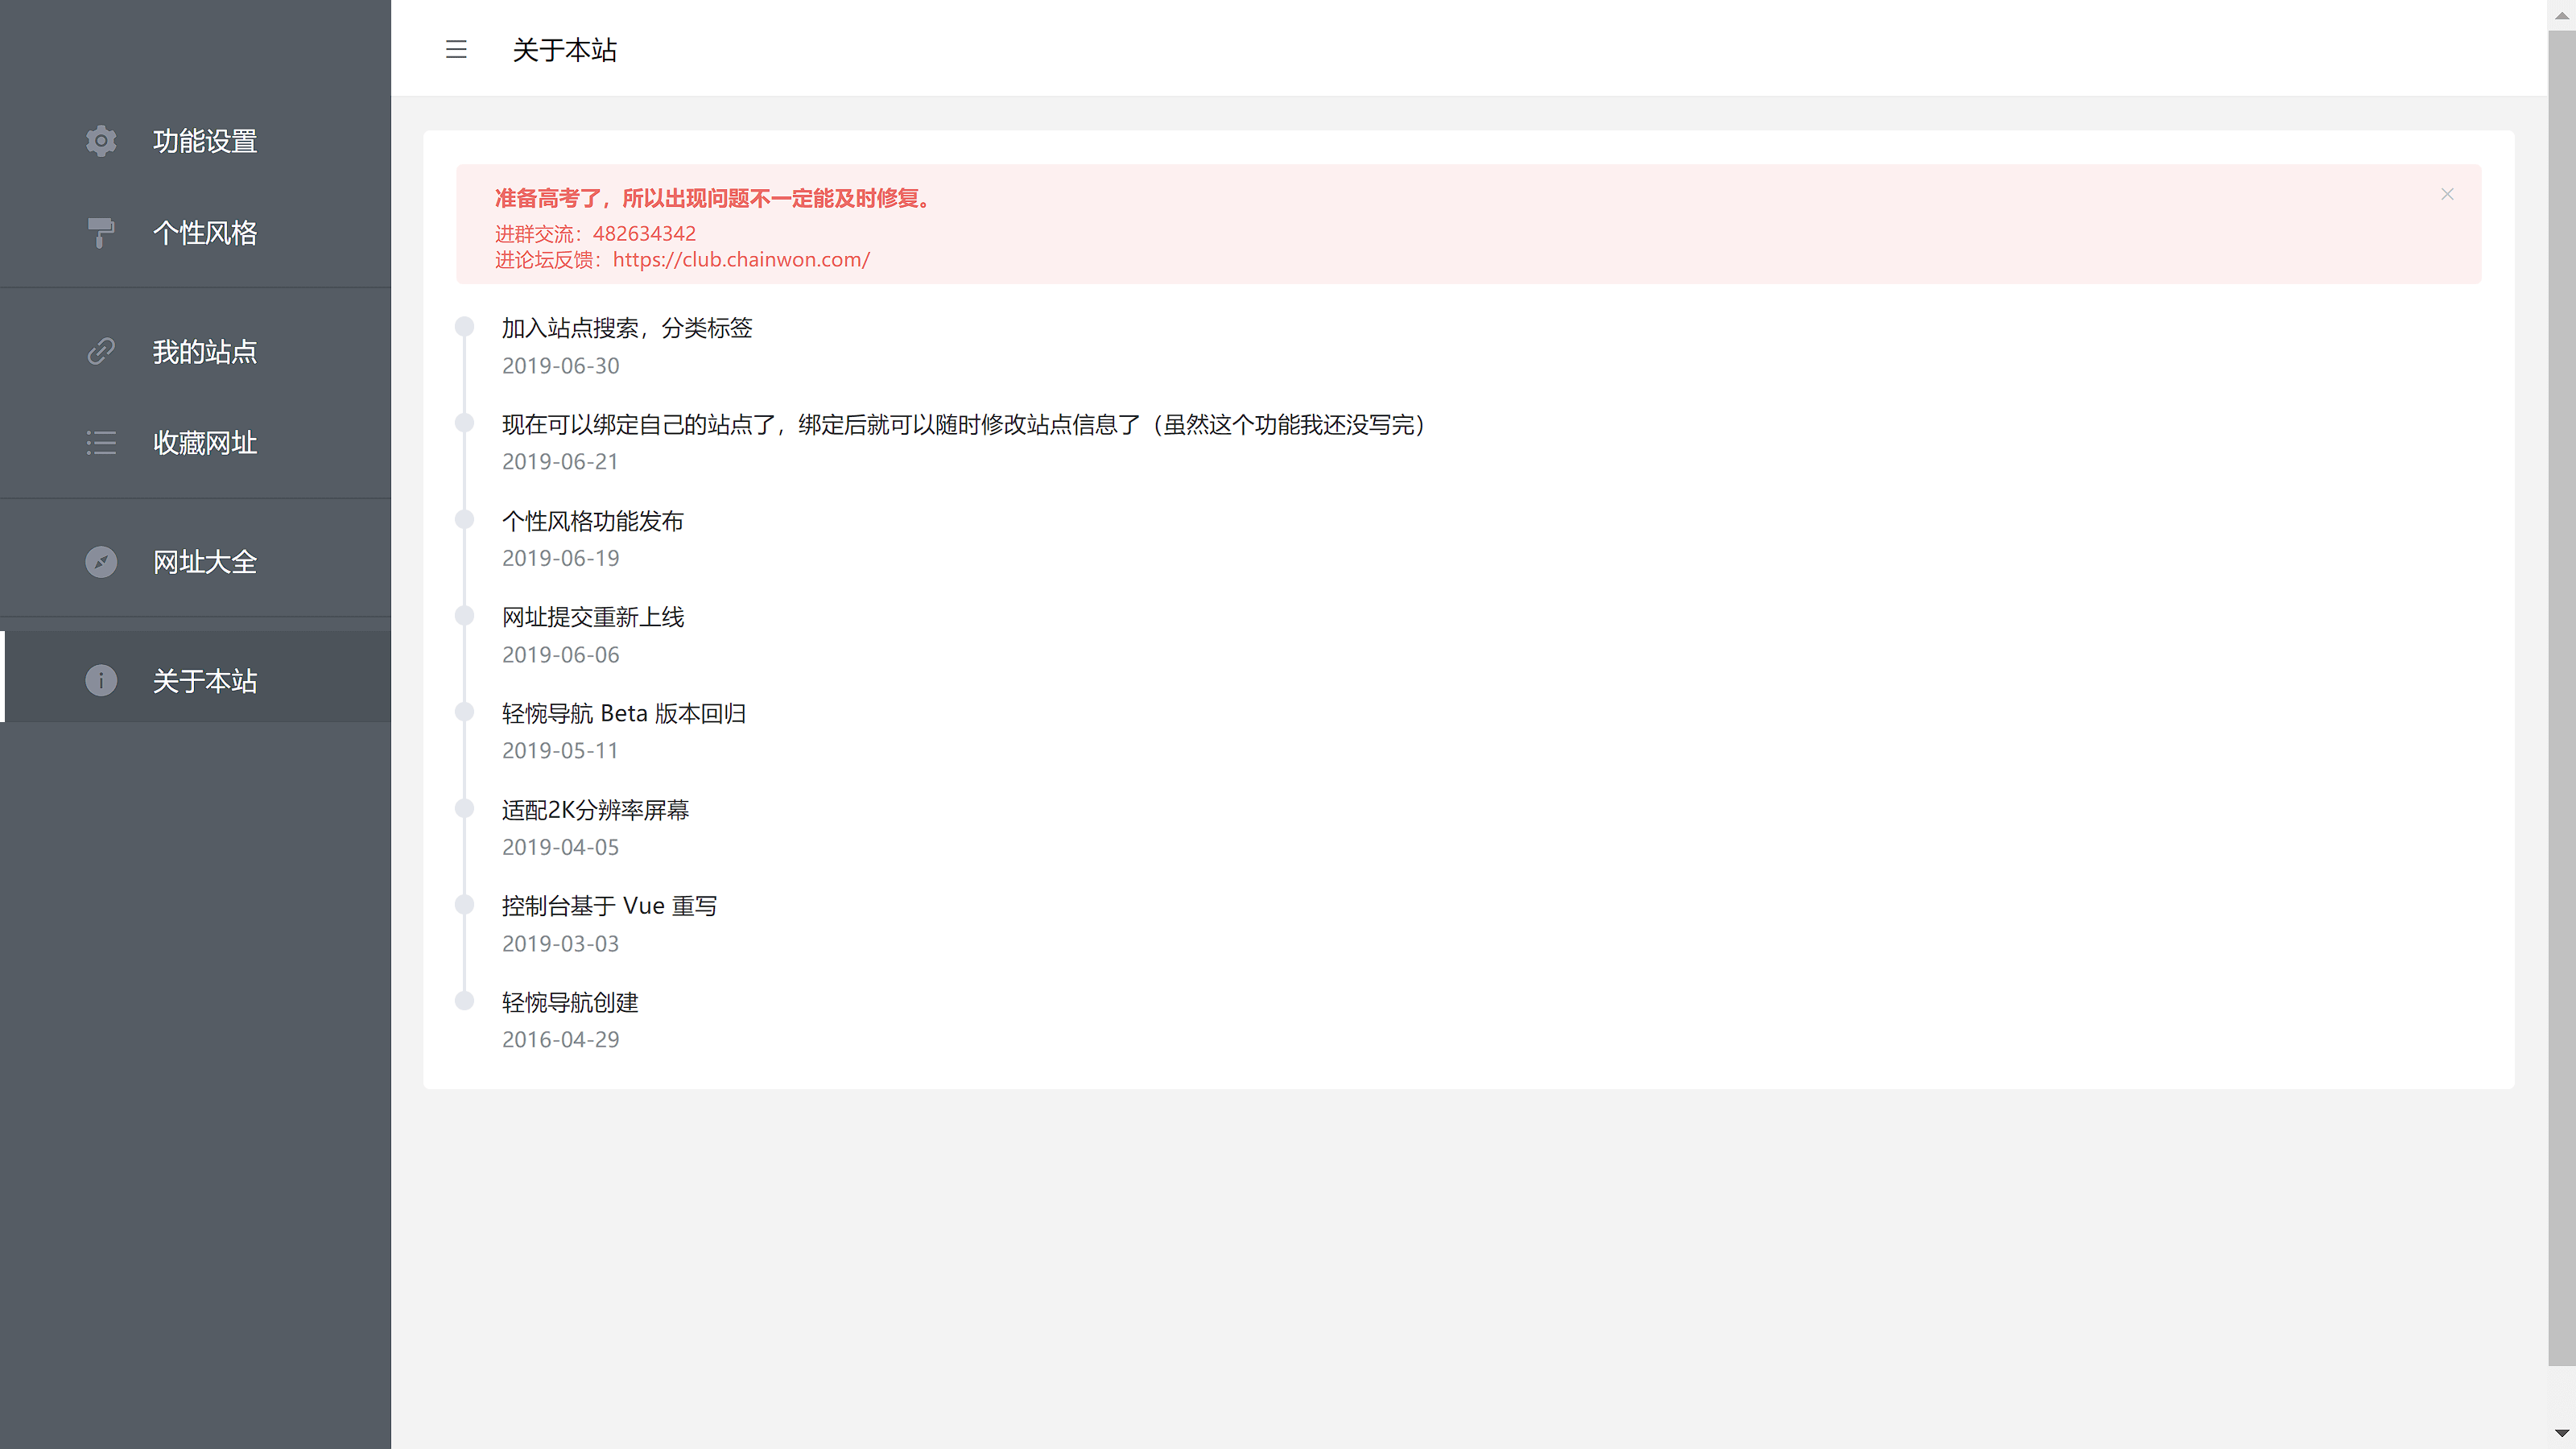 关于本站
功能设置
个性风格
我的站点
收藏网址
网址大全
关于本站
准备高考了，所以出现问题不一定能及时修复。
进群交流：482634342
进论坛反馈：https://club.chainwon.com/
加入站点搜索，分类标签
2019-06-30
现在可以绑定自己的站点了，绑定后就可以随时修改站点信息了（虽然这个功能我还没写完）
2019-06-21
个性风格功能发布
2019-06-19
网址提交重新上线
2019-06-06
轻惋导航 Beta 版本回归
2019-05-11
适配2K分辨率屏幕
2019-04-05
控制台基于 Vue 重写
2019-03-03
轻惋导航创建
2016-04-29